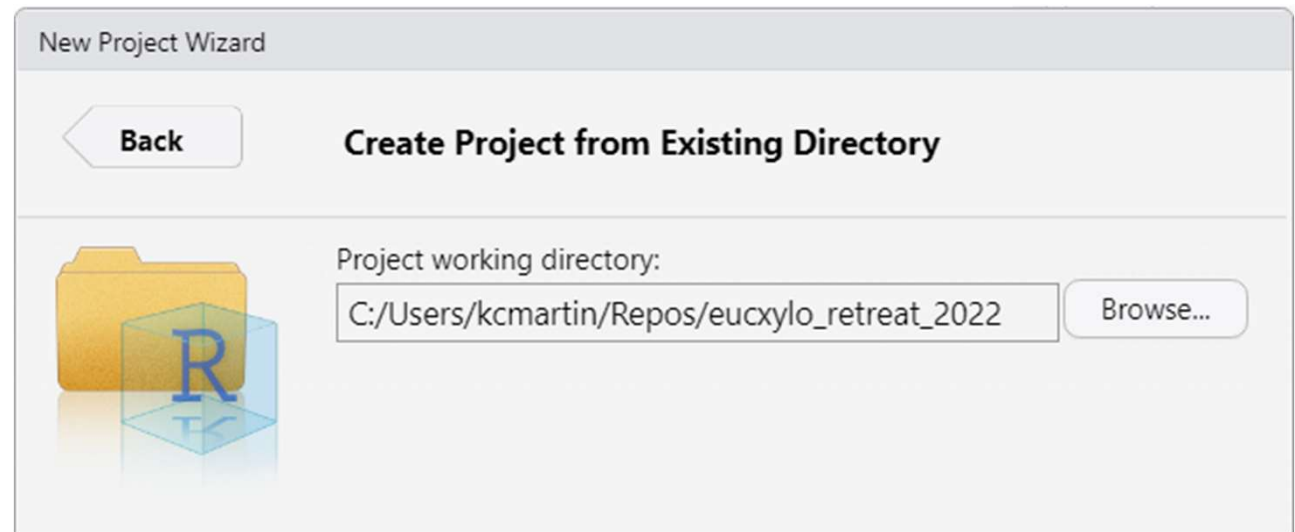 New Project Wizard
Back
Create Project from Existing Directory
Project working directory:
C:/Users/kcmartin/Repos/eucxylo_retreat_2022
Browse...
R